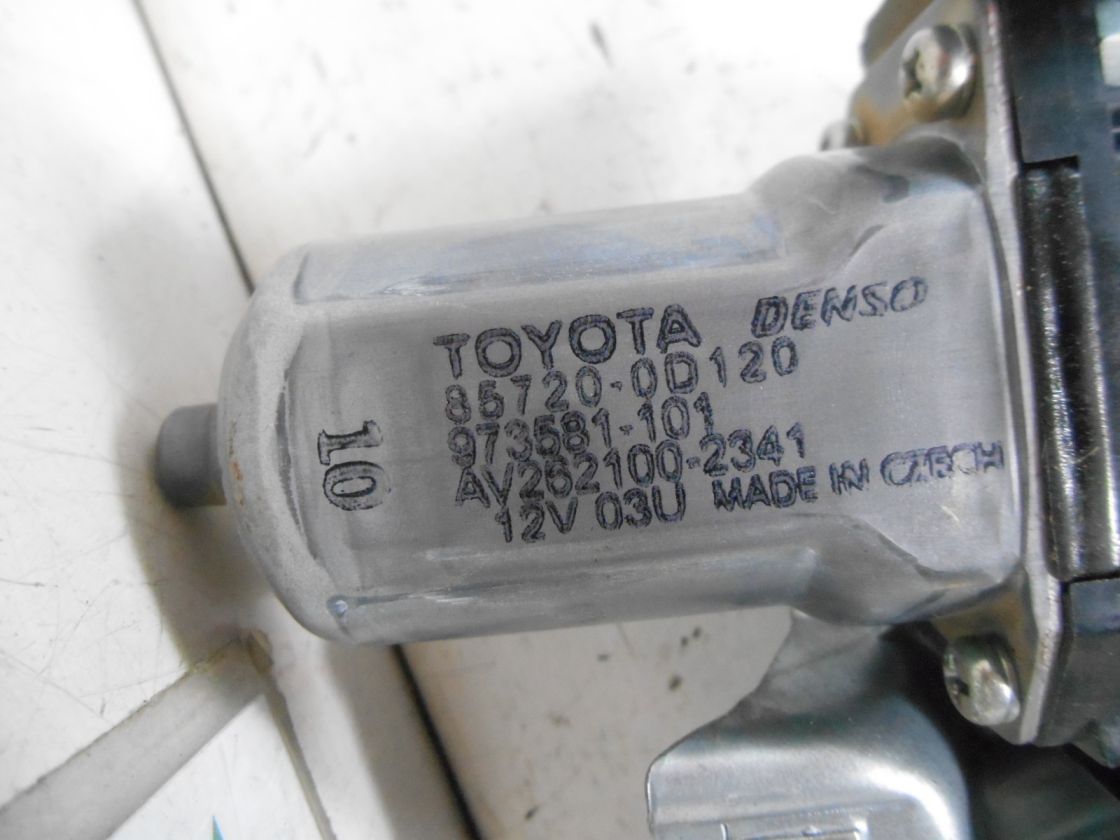 TOYOTA DENSO
85720-0D120
973581-101
AV262100-2341
12V 03U MADE IN CZECH
10